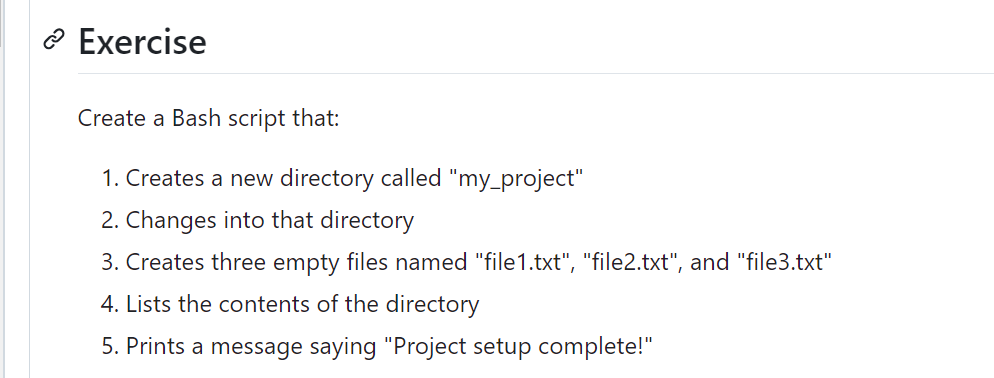 Exercise
Create a Bash script that:
1. Creates a new directory called "my_project"
2. Changes into that directory
3. Creates three empty files named "file1.txt", "file2.txt", and "file3.txt"
4. Lists the contents of the directory
5. Prints a message saying "Project setup complete!"